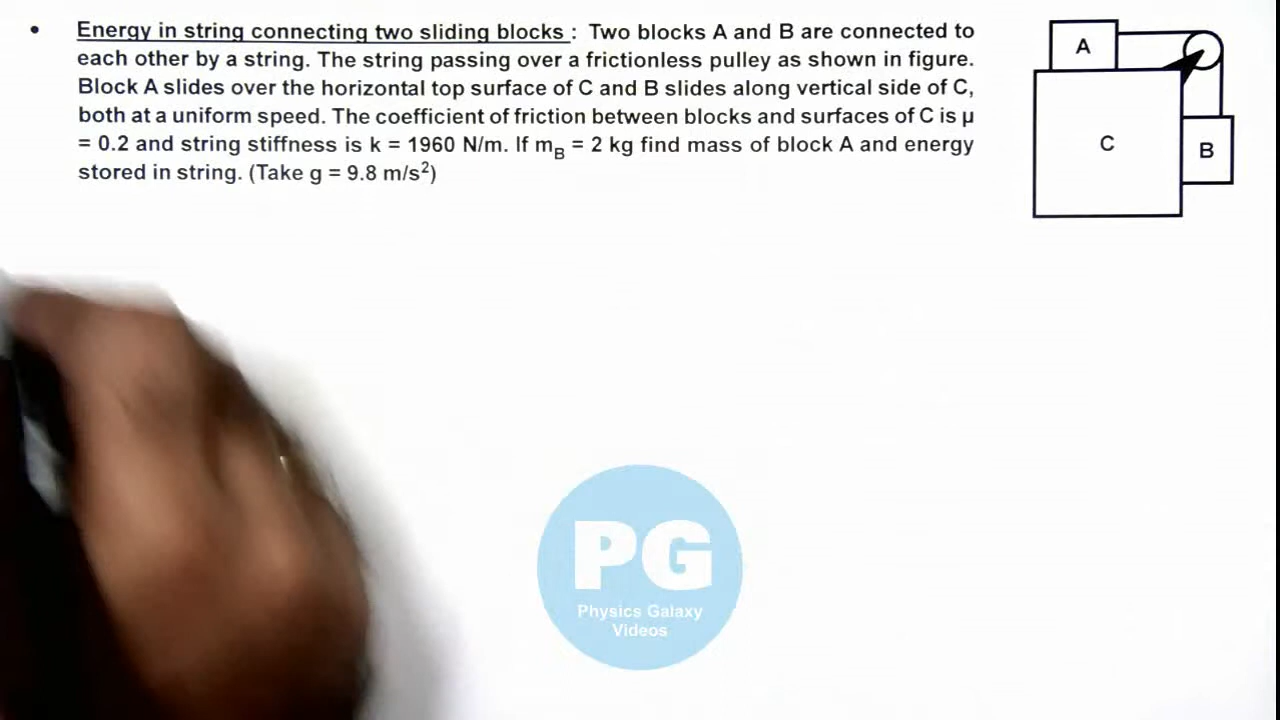 • Energy in string connecting two sliding blocks : Two blocks A and B are connected to
each other by a string. The string passing over a frictionless pulley as shown in figure.
Block A slides over the horizontal top surface of C and B slides along vertical side of C,
both at a uniform speed. The coefficient of friction between blocks and surfaces of C is μ
= 0.2 and string stiffness is k = 1960 N/m. If m_B = 2 kg find mass of block A and energy
stored in string. (Take g = 9.8 m/s²)
A
C
B
PG
Physics Galaxy
Videos